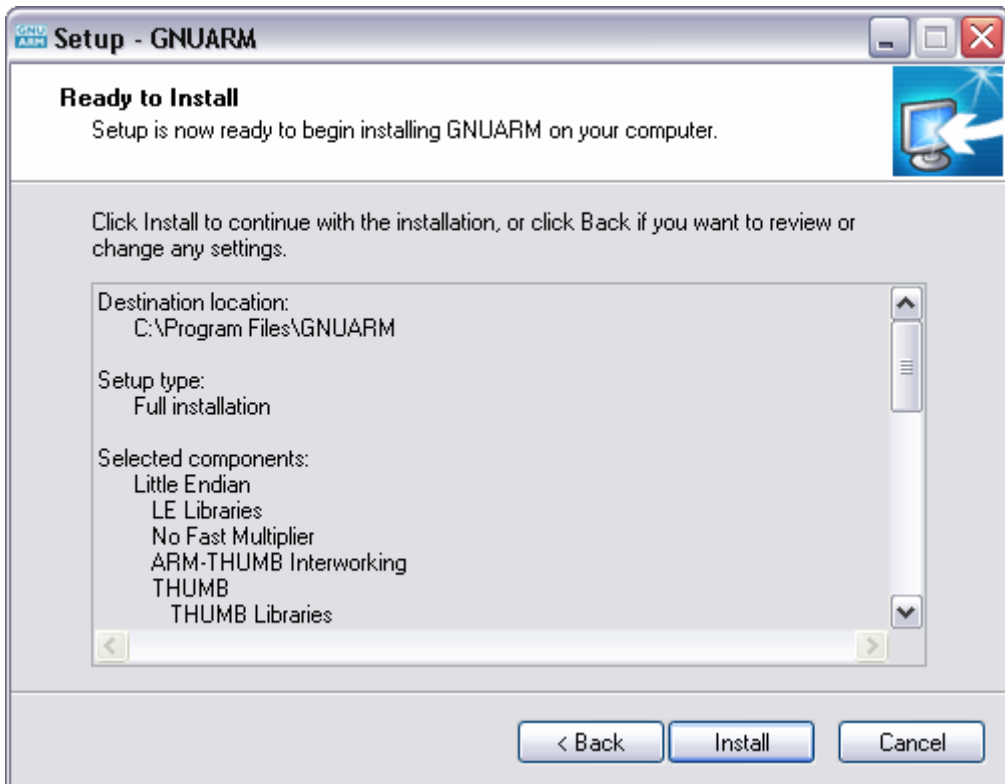 GNU
ARM
Setup - GNUARM
Ready to Install
Setup is now ready to begin installing GNUARM on your computer.
Click Install to continue with the installation, or click Back if you want to review or
change any settings.
Destination location:
C:\Program Files\GNUARM
Setup type:
Full installation
Selected components:
Little Endian
LE Libraries
No Fast Multiplier
ARM-THUMB Interworking
THUMB
THUMB Libraries
< Back
Install
Cancel